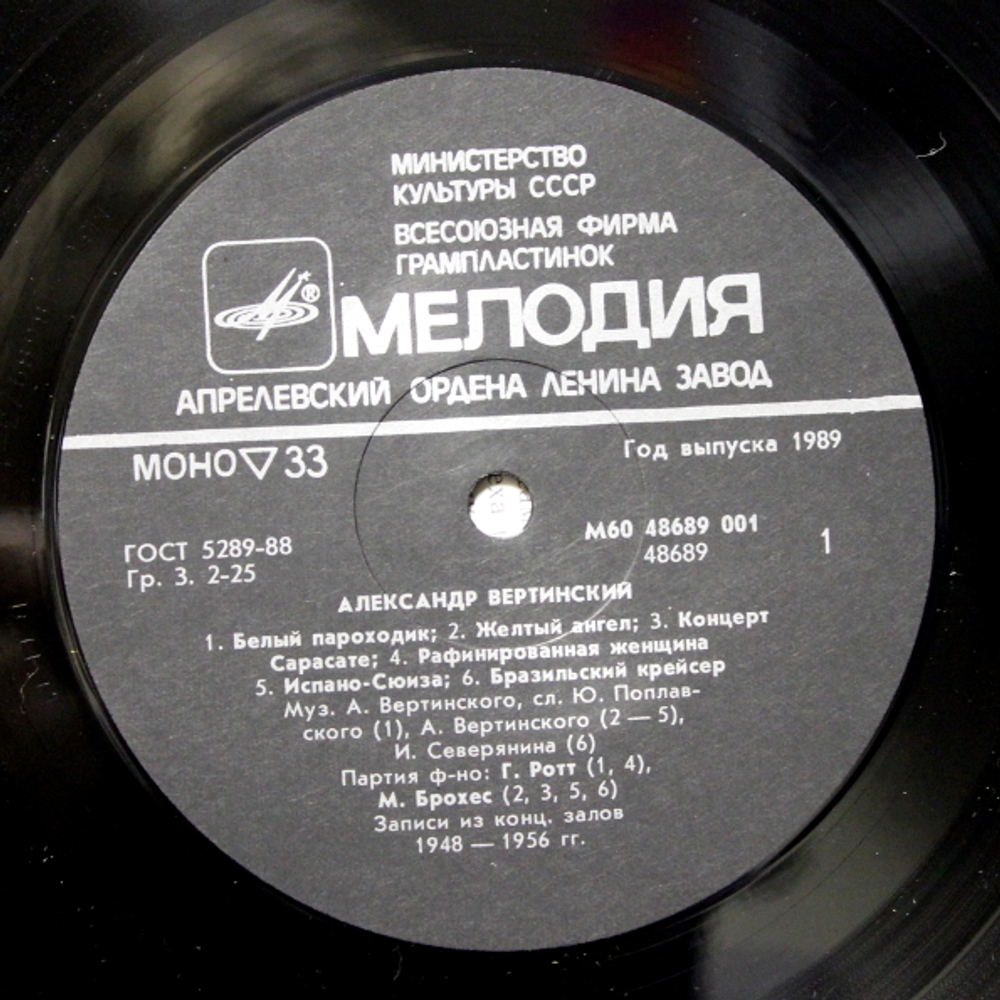 МИНИСТЕРСТВО
КУЛЬТУРЫ СССР
ВСЕСОЮЗНАЯ ФИРМА
ГРАМПЛАСТИНОК
®
МЕЛОДИЯ
АПРЕЛЕВСКИЙ ОРДЕНА ЛЕНИНА ЗАВОД
МОНО ▽ 33
Год выпуска 1989
ГОСТ 5289-88
Гр. 3. 2-25
М60 48689 001
48689
1
АЛЕКСАНДР ВЕРТИНСКИЙ
1. Белый пароходик; 2. Желтый ангел; 3. Концерт
Сарасате; 4. Рафинированная женщина
5. Испано-Сюиза; 6. Бразильский крейсер
Муз. А. Вертинского, сл. Ю. Поплав-
ского (1), А. Вертинского (2 — 5),
И. Северянина (6)
Партия ф-но: Г. Ротт (1, 4),
М. Брохес (2, 3, 5, 6)
Записи из конц. залов
1948 — 1956 гг.